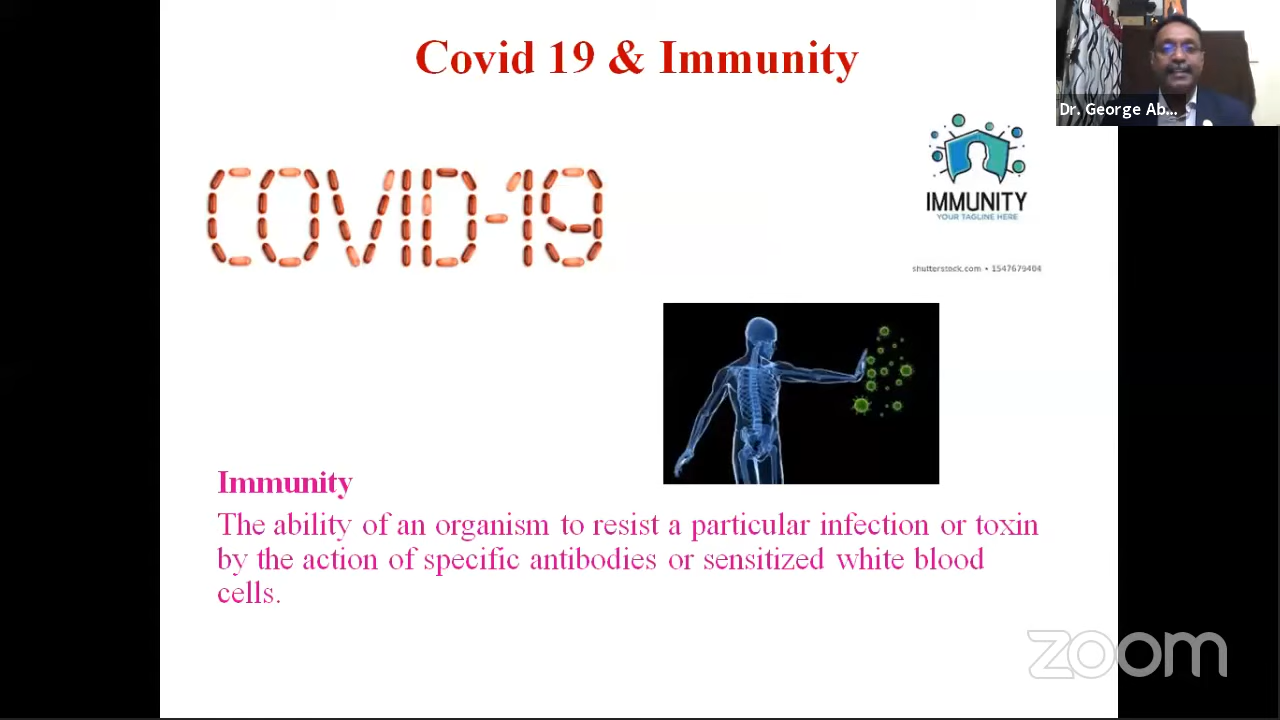 Covid 19 & Immunity
Dr. George Ab...
COVID-19
IMMUNITY
YOUR TAGLINE HERE
shutterstock.com • 1547679404
Immunity
The ability of an organism to resist a particular infection or toxin
by the action of specific antibodies or sensitized white blood
cells.
zoom